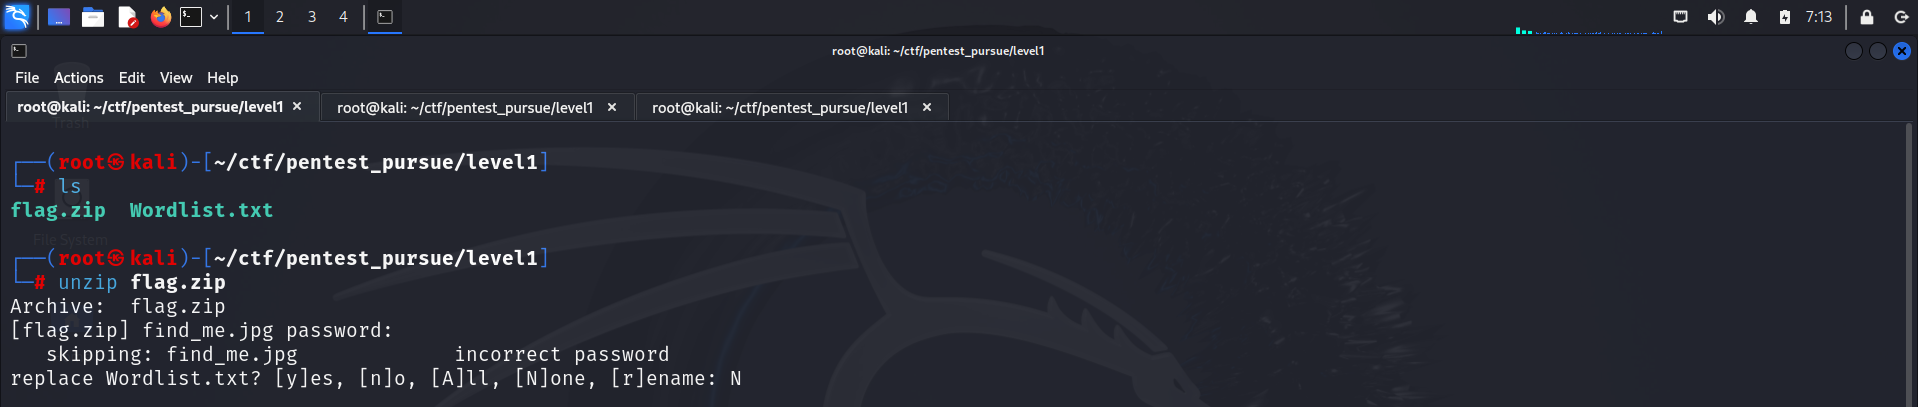 1 2 3 4 7:13
root@kali: ~/ctf/pentest_pursue/level1
File Actions Edit View Help
root@kali: ~/ctf/pentest_pursue/level1 × root@kali: ~/ctf/pentest_pursue/level1 × root@kali: ~/ctf/pentest_pursue/level1 ×
Trash
┌──(root㉿kali)-[~/ctf/pentest_pursue/level1]
└─# ls
flag.zip Wordlist.txt
File System
┌──(root㉿kali)-[~/ctf/pentest_pursue/level1]
└─# unzip flag.zip
Archive: flag.zip
[flag.zip] find_me.jpg password:
skipping: find_me.jpg incorrect password
replace Wordlist.txt? [y]es, [n]o, [A]ll, [N]one, [r]ename: N